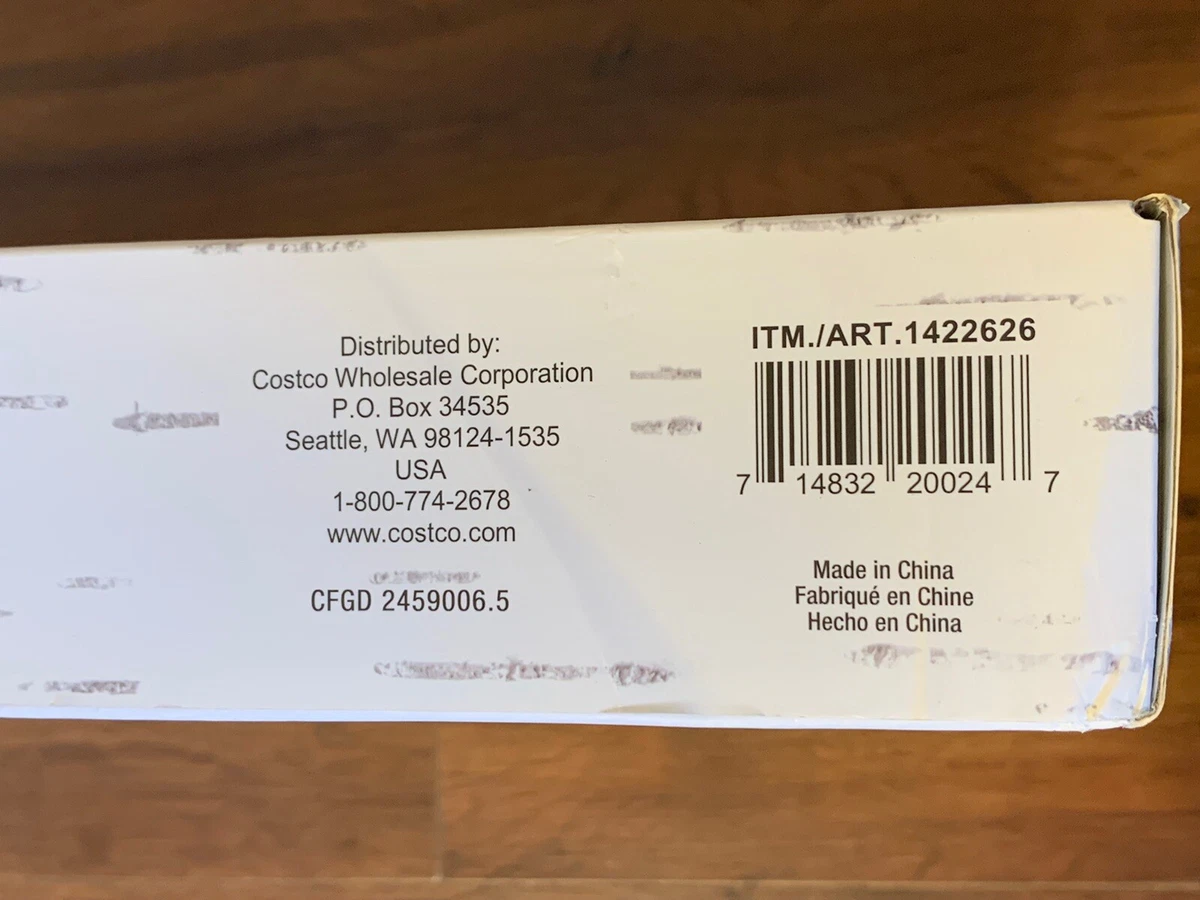 Distributed by:
Costco Wholesale Corporation
P.O. Box 34535
Seattle, WA 98124-1535
USA
1-800-774-2678
www.costco.com
CFGD 2459006.5
ITM./ART.1422626
7 14832 20024 7
Made in China
Fabriqué en Chine
Hecho en China